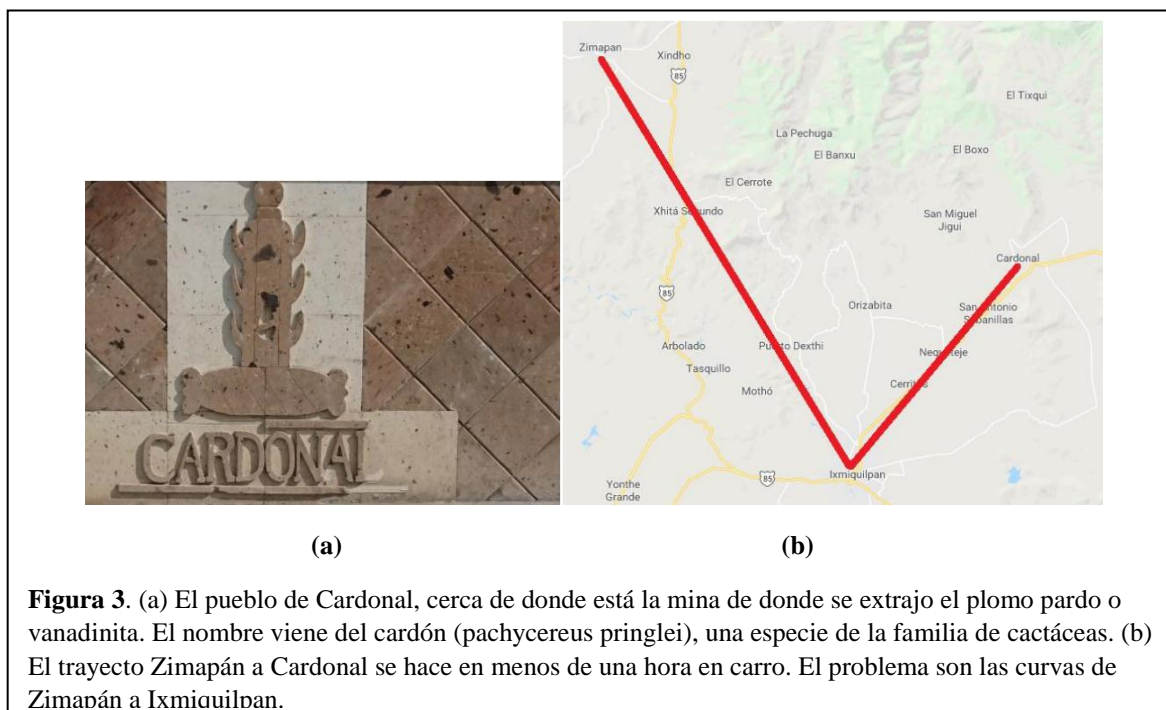 Zimapan
Xindho
85
El Tixqui
La Pechuga
El Banxu
El Boxo
El Cerrote
Xhitá Segundo
San Miguel
Jigui
Cardonal
85
Orizabita
San Antonio
Sabanillas
Arbolado
Puerto Dexthi
Nequeteje
Tasquillo
Mothó
Cerritos
CARDONAL
Ixmiquilpan
85
Yonthe
Grande
(a)
(b)
Figura 3. (a) El pueblo de Cardonal, cerca de donde está la mina de donde se extrajo el plomo pardo o
vanadinita. El nombre viene del cardón (pachycereus pringlei), una especie de la familia de cactáceas. (b)
El trayecto Zimapán a Cardonal se hace en menos de una hora en carro. El problema son las curvas de
Zimapán a Ixmiquilpan.